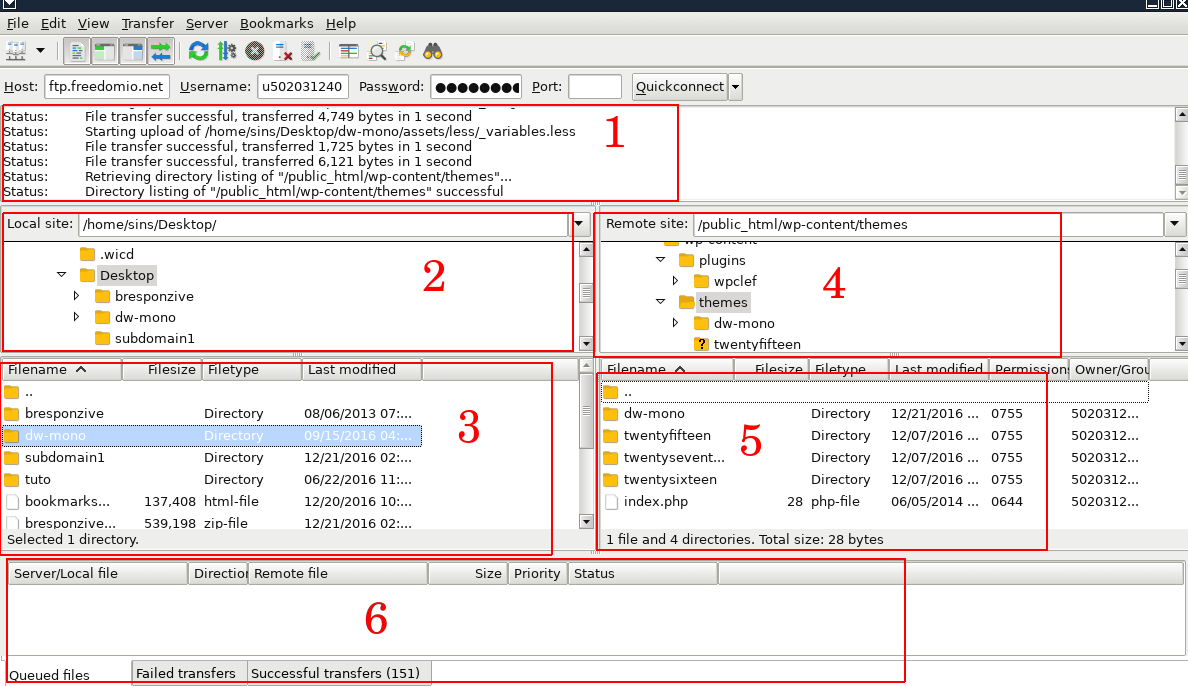 File Edit View Transfer Server Bookmarks Help
Host: ftp.freedomio.net Username: u502031240 Password: ●●●●●●●● Port: Quickconnect
Status: File transfer successful, transferred 4,749 bytes in 1 second
Status: Starting upload of /home/sins/Desktop/dw-mono/assets/less/_variables.less
Status: File transfer successful, transferred 1,725 bytes in 1 second
Status: File transfer successful, transferred 6,121 bytes in 1 second
Status: Retrieving directory listing of "/public_html/wp-content/themes"...
Status: Directory listing of "/public_html/wp-content/themes" successful
1
Local site: /home/sins/Desktop/
.wicd
Desktop
bresponzive
dw-mono
subdomain1
2
Remote site: /public_html/wp-content/themes
wp-content
plugins
wpclef
themes
dw-mono
twentyfifteen
4
Filename Filesize Filetype Last modified
..
bresponzive Directory 08/06/2013 07:...
dw-mono Directory 09/15/2016 04:...
subdomain1 Directory 12/21/2016 02:...
tuto Directory 06/22/2016 11:...
bookmarks... 137,408 html-file 12/20/2016 10:...
bresponzive... 539,198 zip-file 12/21/2016 02:...
Selected 1 directory.
3
Filename Filesize Filetype Last modified Permissions Owner/Grou
..
dw-mono Directory 12/21/2016 ... 0755 5020312...
twentyfifteen Directory 12/07/2016 ... 0755 5020312...
twentysevent... Directory 12/07/2016 ... 0755 5020312...
twentysixteen Directory 12/07/2016 ... 0755 5020312...
index.php 28 php-file 06/05/2014 ... 0644 5020312...
1 file and 4 directories. Total size: 28 bytes
5
Server/Local file Direction Remote file Size Priority Status
6
Queued files Failed transfers Successful transfers (151)